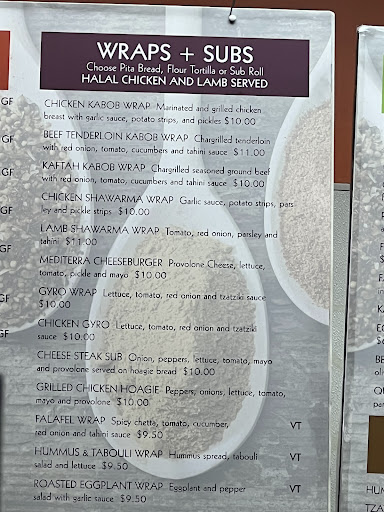 WRAPS + SUBS
Choose Pita Bread, Flour Tortilla or Sub Roll
HALAL CHICKEN AND LAMB SERVED
CHICKEN KABOB WRAP Marinated and grilled chicken
breast with garlic sauce, potato strips, and pickles $10.00
BEEF TENDERLOIN KABOB WRAP Chargrilled tenderloin
with red onion, tomato, cucumbers and tahini sauce $11.00
KAFTAH KABOB WRAP Chargrilled seasoned ground beef
with red onion, tomato, cucumbers and tahini sauce $10.00
CHICKEN SHAWARMA WRAP Garlic sauce, potato strips, pars
ley and pickle strips $10.00
LAMB SHAWARMA WRAP Tomato, red onion, parsley and
tahini $11.00
MEDITERRA CHEESEBURGER Provolone Cheese, lettuce,
tomato, pickle and mayo $10.00
GYRO WRAP Lettuce, tomato, red onion and tzatziki sauce
$10.00
CHICKEN GYRO Lettuce, tomato, red onion and tzatziki
sauce $10.00
CHEESE STEAK SUB Onion, peppers, lettuce, tomato, mayo
and provolone served on hoagie bread $10.00
GRILLED CHICKEN HOAGIE Peppers, onions, lettuce, tomato,
mayo and provolone $10.00
FALAFEL WRAP Spicy chetta, tomato, cucumber, VT
red onion and tahini sauce $9.50
HUMMUS & TABOULI WRAP Hummus spread, tabouli VT
salad and lettuce $9.50
ROASTED EGGPLANT WRAP Eggplant and pepper VT
salad with garlic sauce $9.50
GF
GF
GF
GF
GF
HUM
TZA